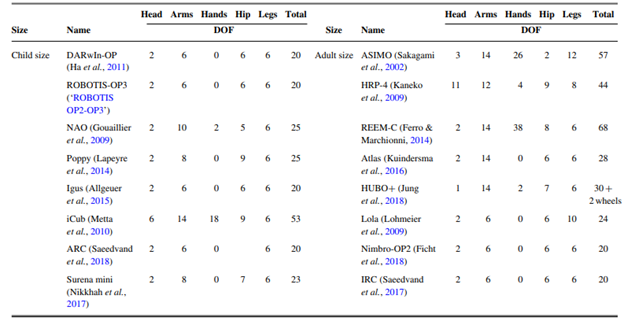 Head Arms Hands Hip Legs Total Head Arms Hands Hip Legs Total
Size Name DOF Size Name DOF
Child size DARwIn-OP 2 6 0 6 6 20 Adult size ASIMO (Sakagami 3 14 26 2 12 57
(Ha et al., 2011) et al., 2002)
ROBOTIS-OP3 2 6 0 6 6 20 HRP-4 (Kaneko 11 12 4 9 8 44
(‘ROBOTIS et al., 2009)
OP2-OP3’)
NAO (Gouaillier 2 10 2 5 6 25 REEM-C (Ferro & 2 14 38 8 6 68
et al., 2009) Marchionni, 2014)
Poppy (Lapeyre 2 8 0 9 6 25 Atlas (Kuindersma 2 14 0 6 6 28
et al., 2014) et al., 2016)
Igus (Allgeuer 2 6 0 6 6 20 HUBO+ (Jung 1 14 2 7 6 30 +
et al., 2015) et al., 2018) 2 wheels
iCub (Metta 6 14 18 9 6 53 Lola (Lohmeier 2 6 0 6 10 24
et al., 2010) et al., 2009)
ARC (Saeedvand 2 6 0 6 20 Nimbro-OP2 (Ficht 2 6 0 6 6 20
et al., 2018) et al., 2018)
Surena mini 2 8 0 7 6 23 IRC (Saeedvand 2 6 0 6 6 20
(Nikkhah et al., et al., 2017)
2017)